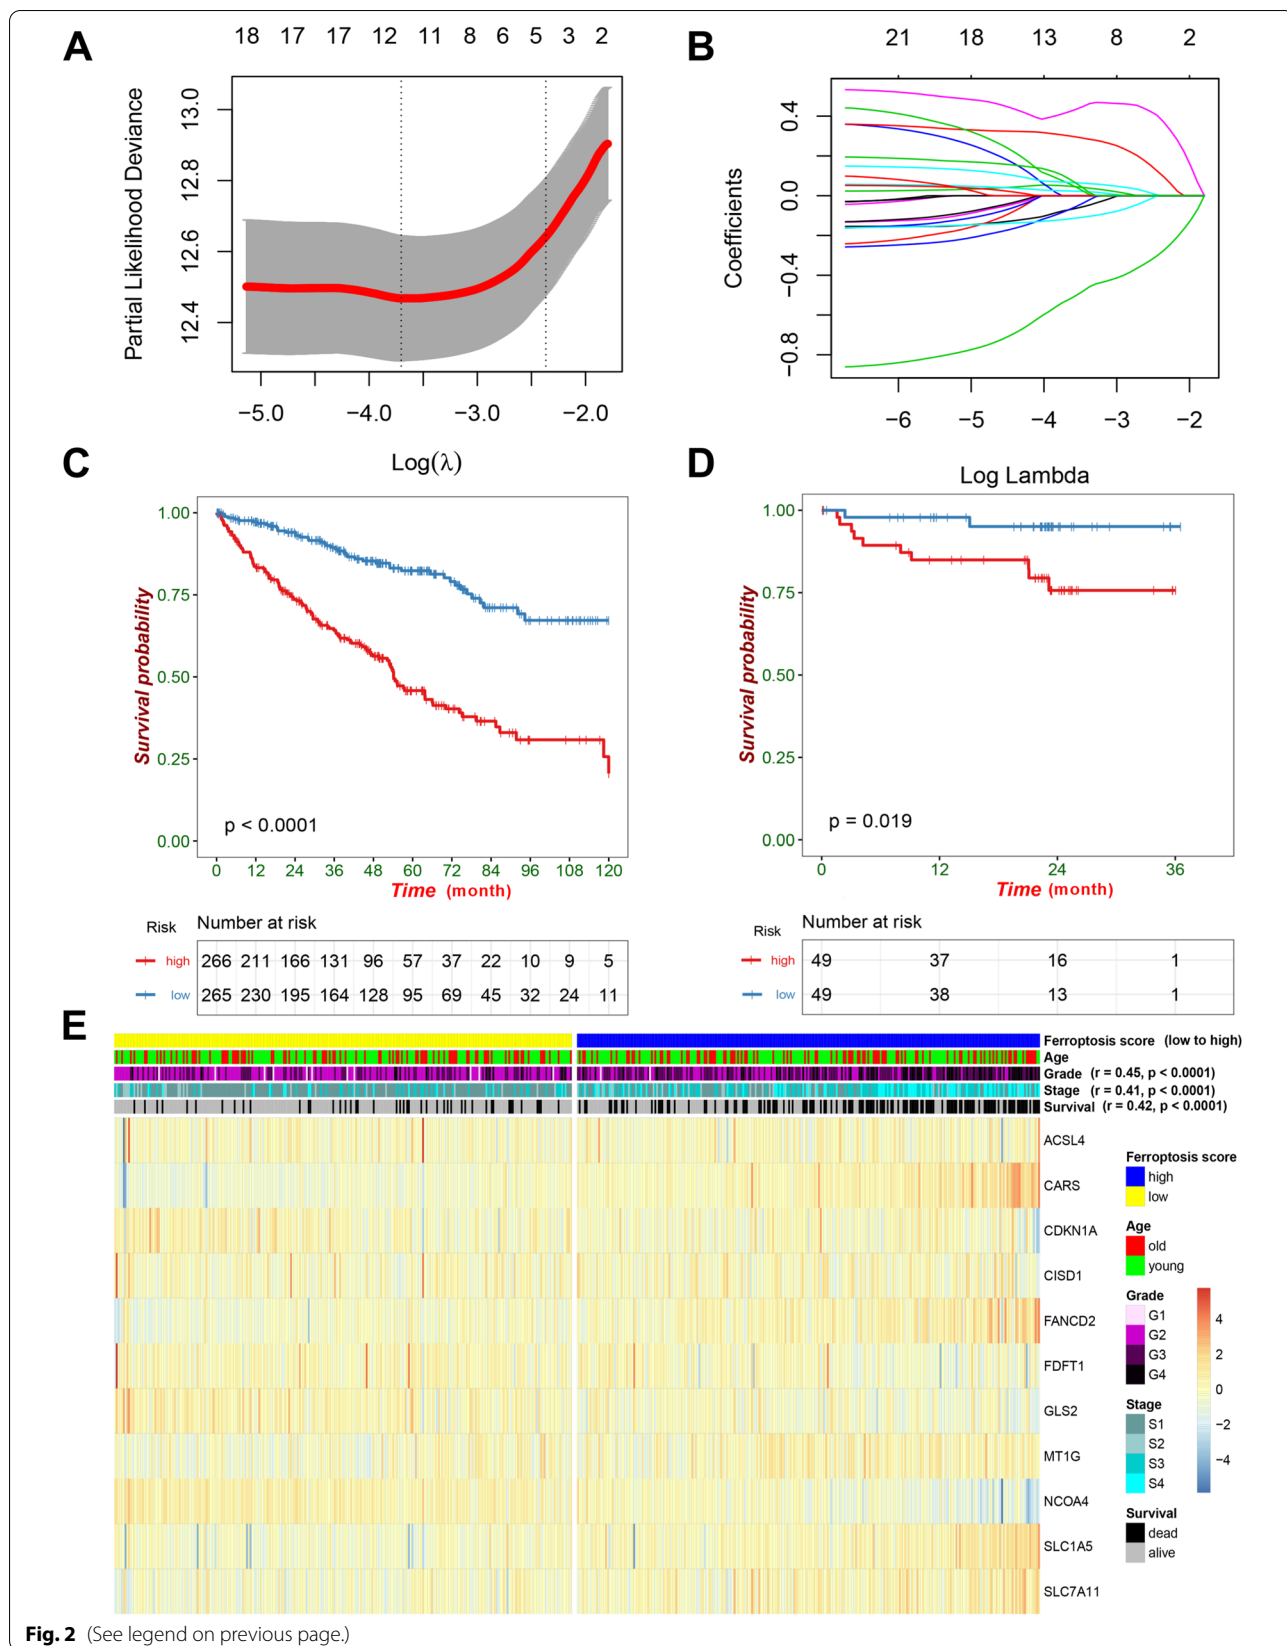 A
18 17 17 12 11 8 6 5 3 2
Partial Likelihood Deviance
13.0
12.8
12.6
12.4
−5.0 −4.0 −3.0 −2.0
Log(λ)
B
21 18 13 8 2
Coefficients
0.4
0.0
−0.4
−0.8
−6 −5 −4 −3 −2
Log Lambda
C
Survival probability
1.00
0.75
0.50
0.25
0.00
p < 0.0001
0 12 24 36 48 60 72 84 96 108 120
Time (month)
Risk Number at risk
high 266 211 166 131 96 57 37 22 10 9 5
low 265 230 195 164 128 95 69 45 32 24 11
D
Survival probability
1.00
0.75
0.50
0.25
0.00
p = 0.019
0 12 24 36
Time (month)
Risk Number at risk
high 49 37 16 1
low 49 38 13 1
E
Ferroptosis score (low to high)
Age
Grade (r = 0.45, p < 0.0001)
Stage (r = 0.41, p < 0.0001)
Survival (r = 0.42, p < 0.0001)
ACSL4
CARS
CDKN1A
CISD1
FANCD2
FDFT1
GLS2
MT1G
NCOA4
SLC1A5
SLC7A11
Ferroptosis score
high
low
Age
old
young
Grade
G1
G2
G3
G4
Stage
S1
S2
S3
S4
Survival
dead
alive
4
2
0
−2
−4
Fig. 2 (See legend on previous page.)